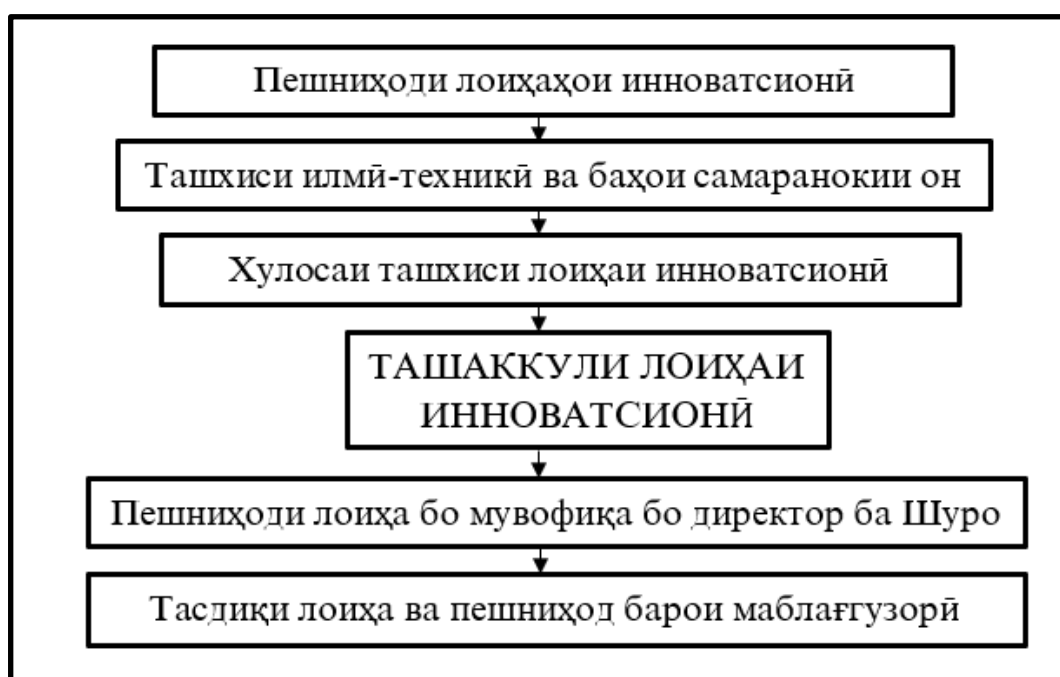 Пешниҳоди лоиҳаҳои инноватсионӣ
Ташхиси илмӣ-техникӣ ва баҳои самаранокии он
Хулосаи ташхиси лоиҳаи инноватсионӣ
ТАШАККУЛИ ЛОИҲАИ
ИННОВАТСИОНӢ
Пешниҳоди лоиҳа бо мувофиқа бо директор ба Шуро
Тасдиқи лоиҳа ва пешниҳод барои маблағгузорӣ